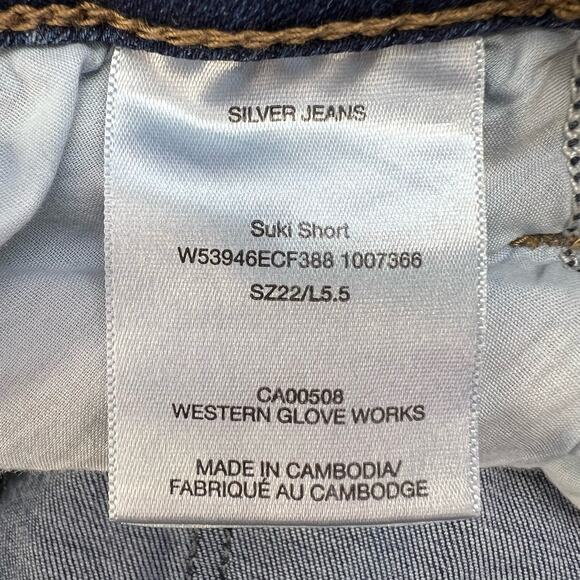 SILVER JEANS
Suki Short
W53946ECF388 1007366
SZ22/L5.5
CA00508
WESTERN GLOVE WORKS
MADE IN CAMBODIA/
FABRIQUÉ AU CAMBODGE